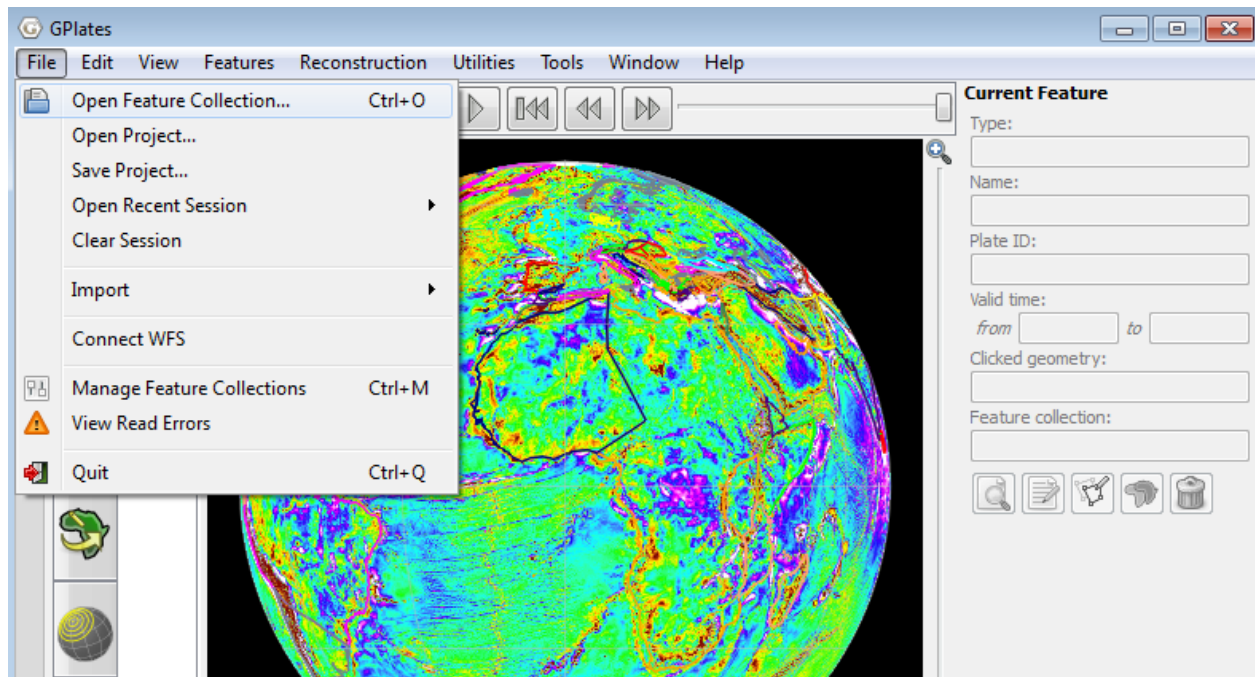 GPlates
File Edit View Features Reconstruction Utilities Tools Window Help
Open Feature Collection... Ctrl+O
Open Project...
Save Project...
Open Recent Session
Clear Session
Import
Connect WFS
Manage Feature Collections Ctrl+M
View Read Errors
Quit Ctrl+Q
Current Feature
Type:
Name:
Plate ID:
Valid time:
from to
Clicked geometry:
Feature collection: